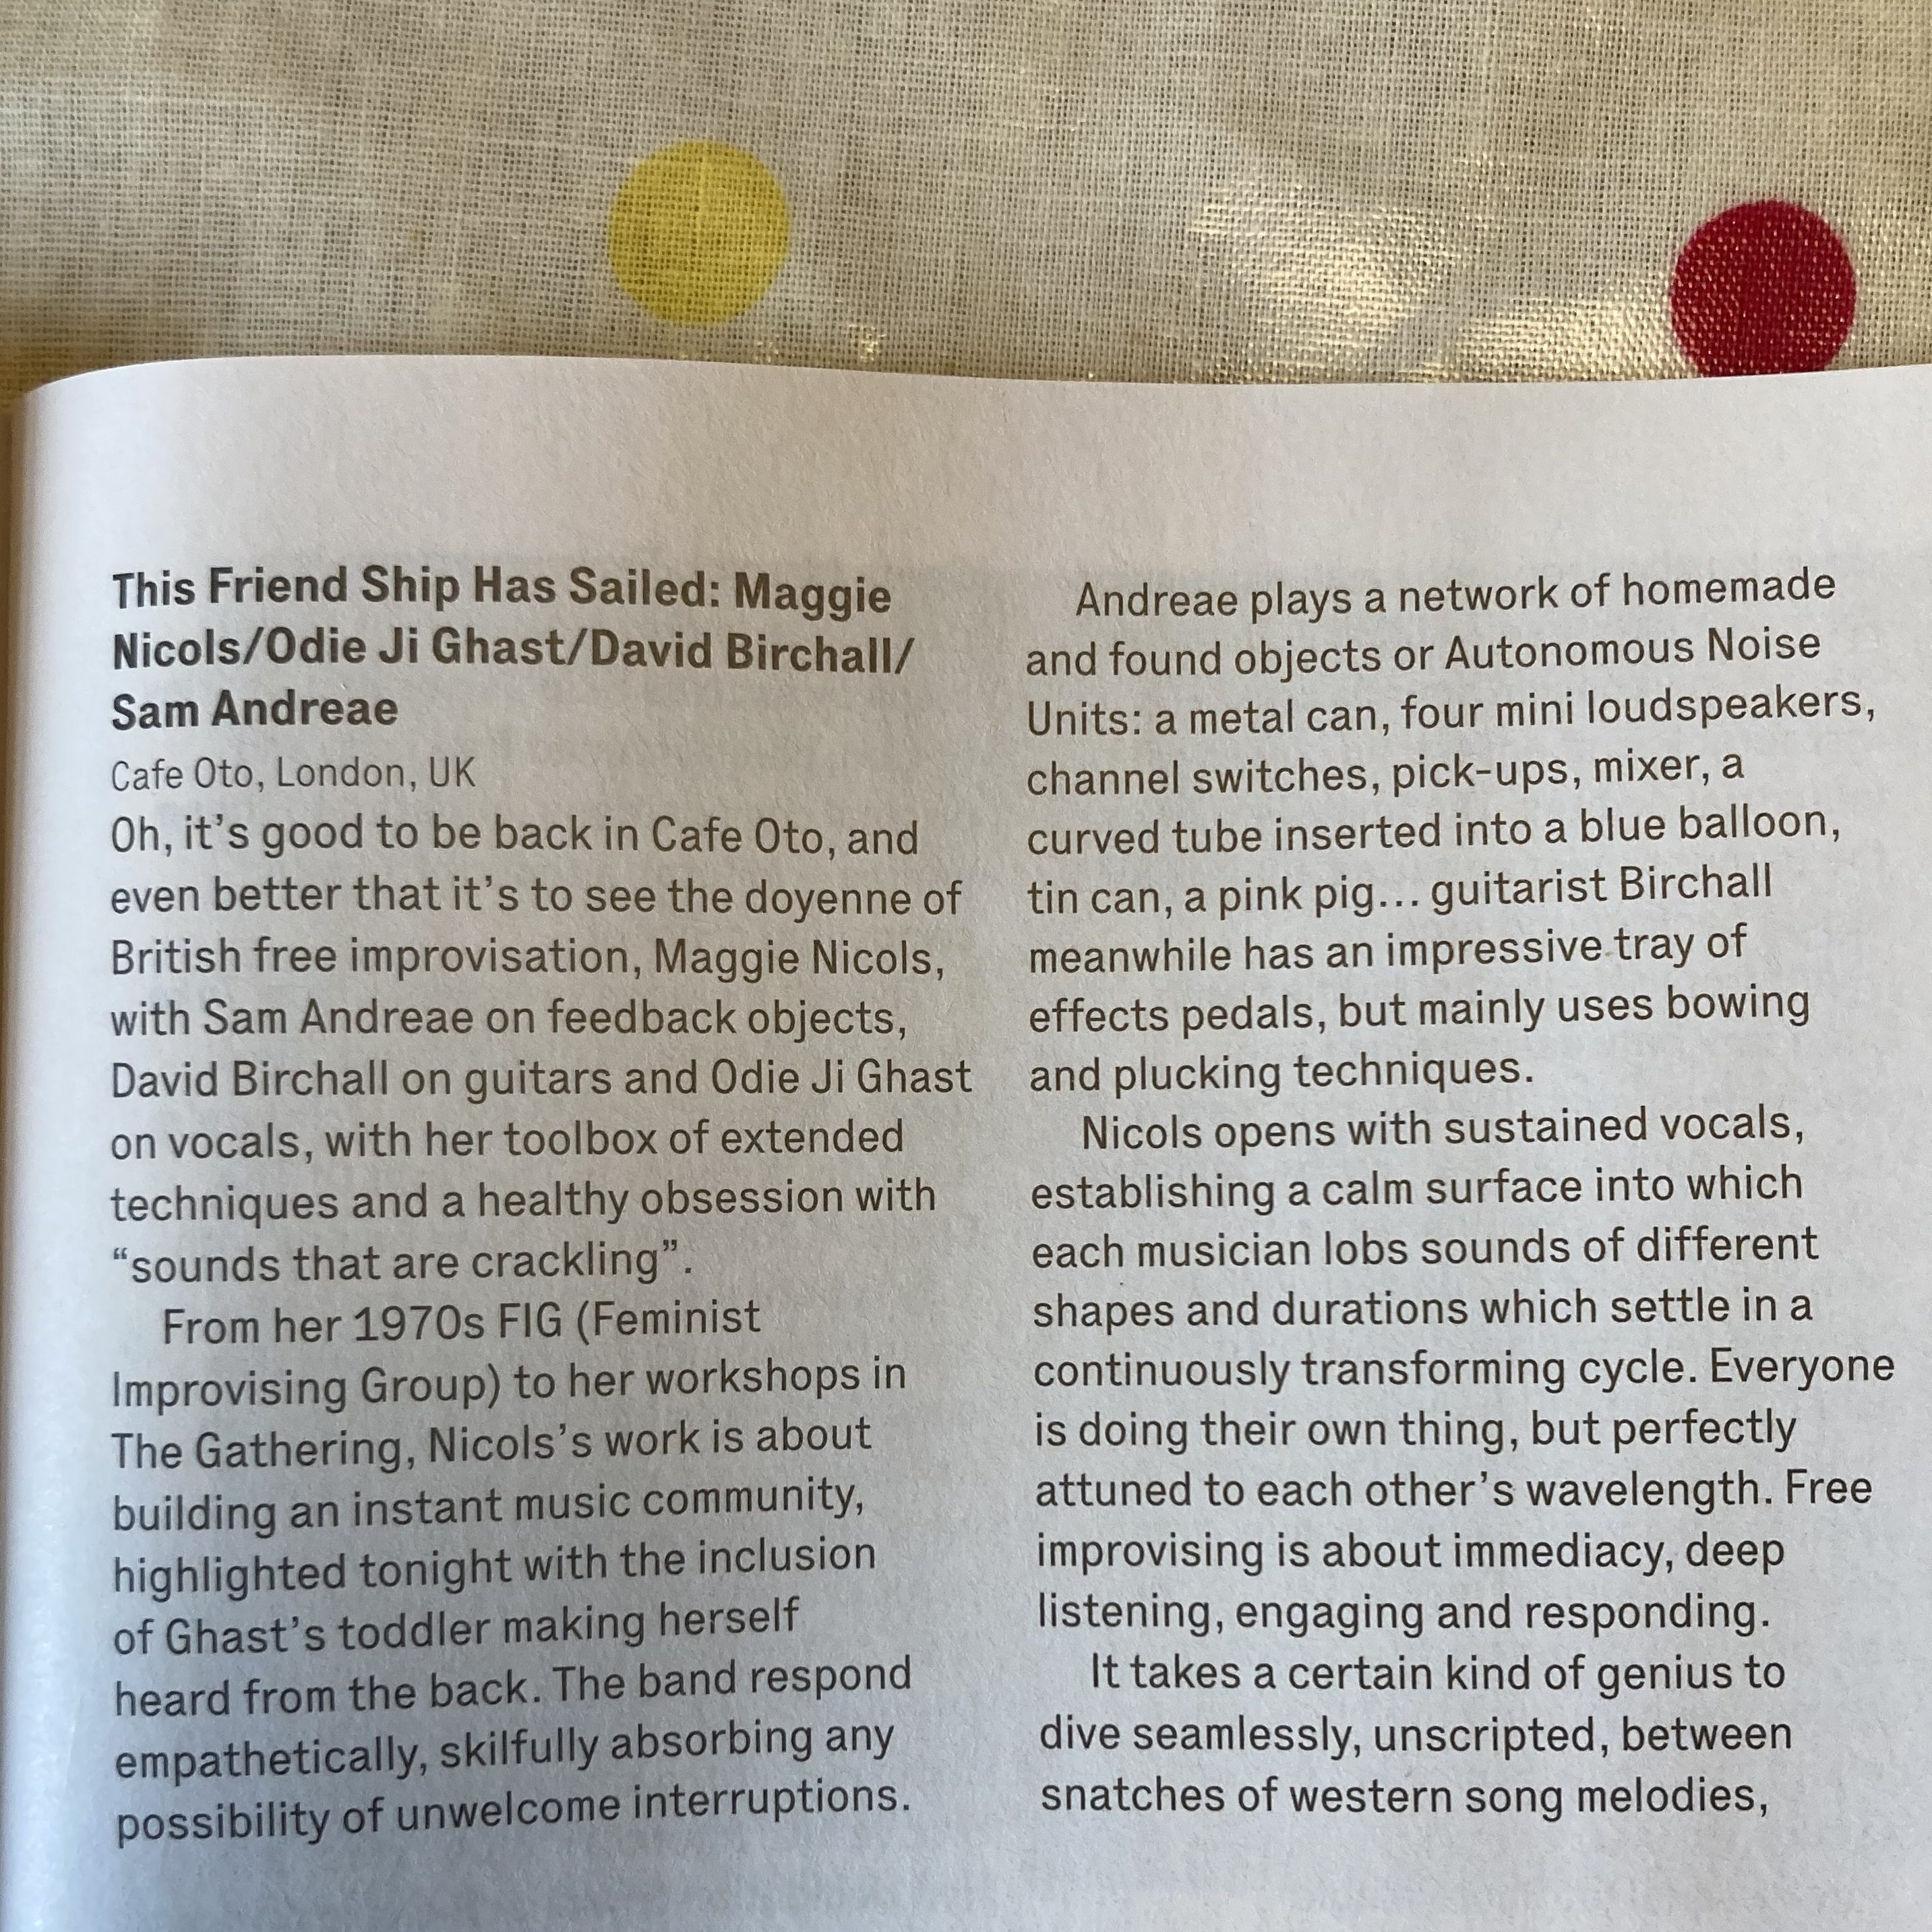 This Friend Ship Has Sailed: Maggie
Nicols/Odie Ji Ghast/David Birchall/
Sam Andreae
Cafe Oto, London, UK
Oh, it’s good to be back in Cafe Oto, and
even better that it’s to see the doyenne of
British free improvisation, Maggie Nicols,
with Sam Andreae on feedback objects,
David Birchall on guitars and Odie Ji Ghast
on vocals, with her toolbox of extended
techniques and a healthy obsession with
“sounds that are crackling”.
From her 1970s FIG (Feminist
Improvising Group) to her workshops in
The Gathering, Nicols’s work is about
building an instant music community,
highlighted tonight with the inclusion
of Ghast’s toddler making herself
heard from the back. The band respond
empathetically, skilfully absorbing any
possibility of unwelcome interruptions.
Andreae plays a network of homemade
and found objects or Autonomous Noise
Units: a metal can, four mini loudspeakers,
channel switches, pick-ups, mixer, a
curved tube inserted into a blue balloon,
tin can, a pink pig… guitarist Birchall
meanwhile has an impressive tray of
effects pedals, but mainly uses bowing
and plucking techniques.
Nicols opens with sustained vocals,
establishing a calm surface into which
each musician lobs sounds of different
shapes and durations which settle in a
continuously transforming cycle. Everyone
is doing their own thing, but perfectly
attuned to each other’s wavelength. Free
improvising is about immediacy, deep
listening, engaging and responding.
It takes a certain kind of genius to
dive seamlessly, unscripted, between
snatches of western song melodies,